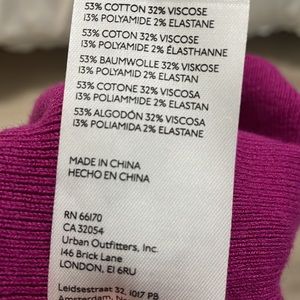 53% COTTON 32% VISCOSE
13% POLYAMIDE 2% ELASTANE
53% COTON 32% VISCOSE
13% POLYAMIDE 2% ÉLASTHANNE
53% BAUMWOLLE 32% VISKOSE
13% POLYAMID 2% ELASTAN
53% COTONE 32% VISCOSA
13% POLIAMMIDE 2% ELASTAN
53% ALGODÓN 32% VISCOSA
13% POLIAMIDA 2% ELASTANE
MADE IN CHINA
HECHO EN CHINA
RN 66170
CA 32054
Urban Outfitters, Inc.
146 Brick Lane
LONDON, E1 6RU
Leidsestraat 32, 1017 PB
Amsterdam,